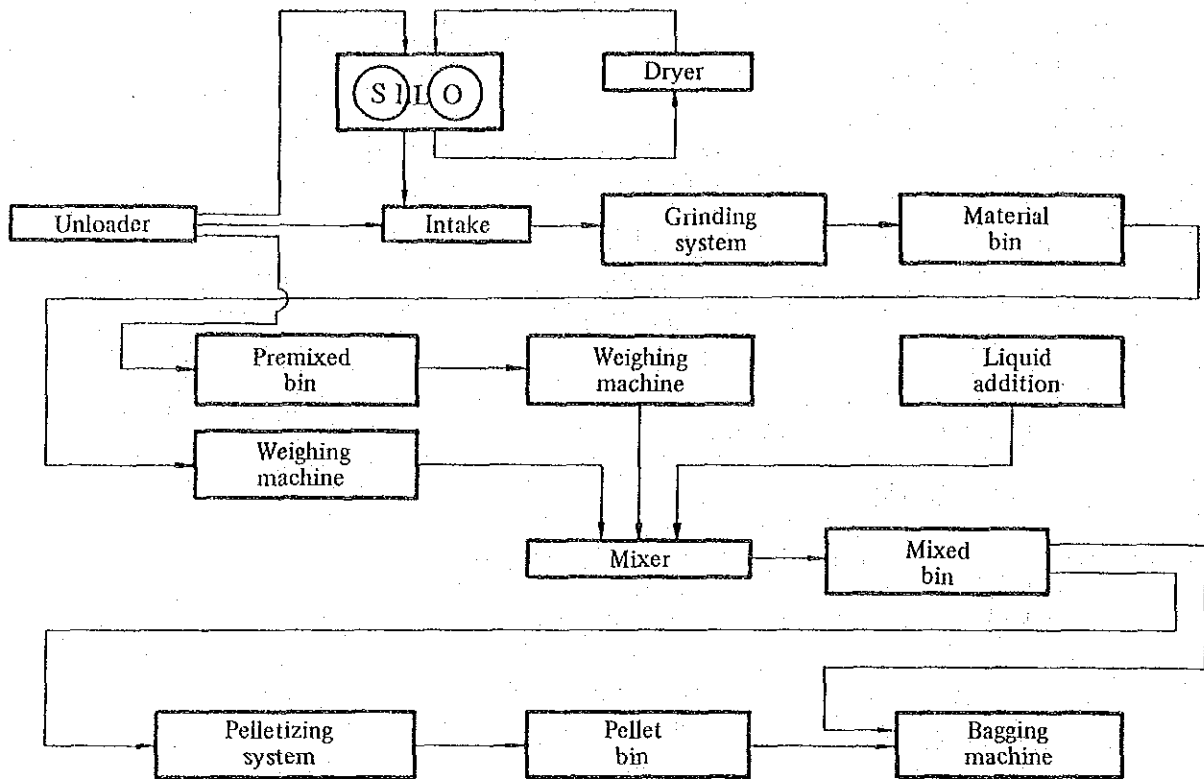 SILO
Dryer
Unloader
Intake
Grinding
system
Material
bin
Premixed
bin
Weighing
machine
Liquid
addition
Weighing
machine
Mixer
Mixed
bin
Pelletizing
system
Pellet
bin
Bagging
machine